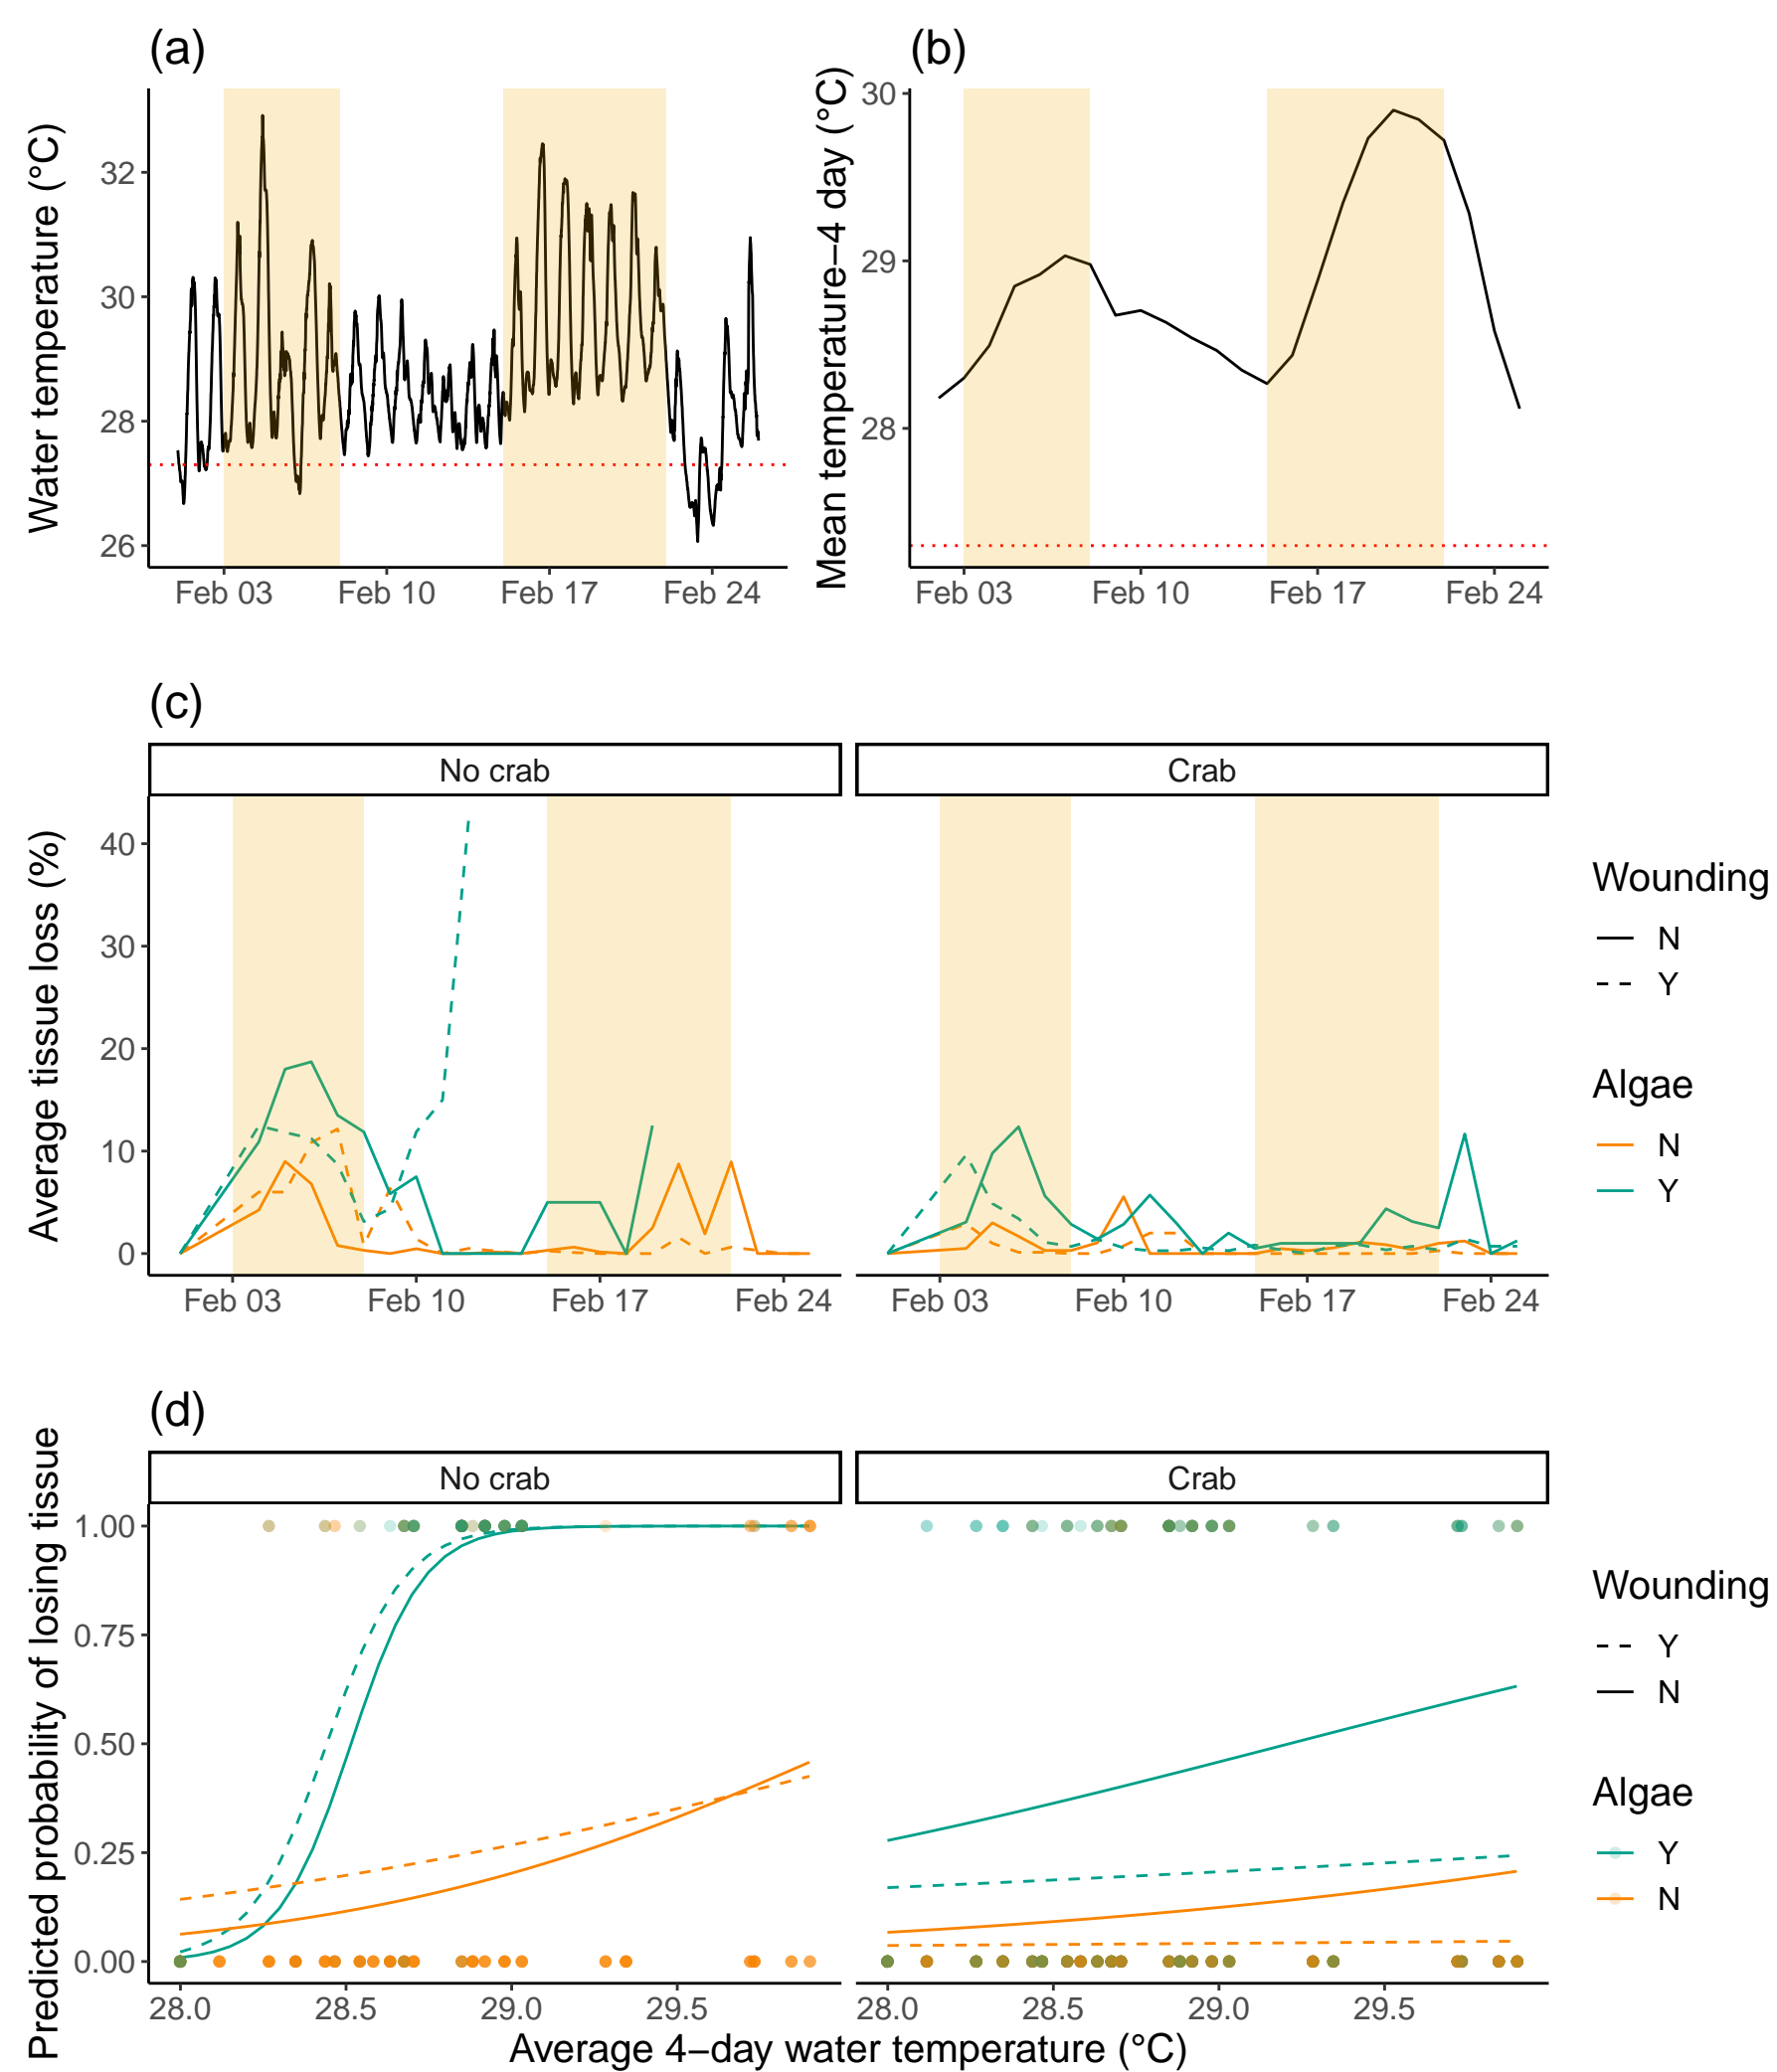 (a)
Water temperature (°C)
32
30
28
26
Feb 03 Feb 10 Feb 17 Feb 24
(b)
Mean temperature−4 day (°C)
30
29
28
Feb 03 Feb 10 Feb 17 Feb 24
(c)
No crab
Crab
Average tissue loss (%)
40
30
20
10
0
Feb 03 Feb 10 Feb 17 Feb 24
Feb 03 Feb 10 Feb 17 Feb 24
Wounding
N
Y
Algae
N
Y
(d)
No crab
Crab
Predicted probability of losing tissue
1.00
0.75
0.50
0.25
0.00
28.0 28.5 29.0 29.5
28.0 28.5 29.0 29.5
Average 4−day water temperature (°C)
Wounding
Y
N
Algae
Y
N